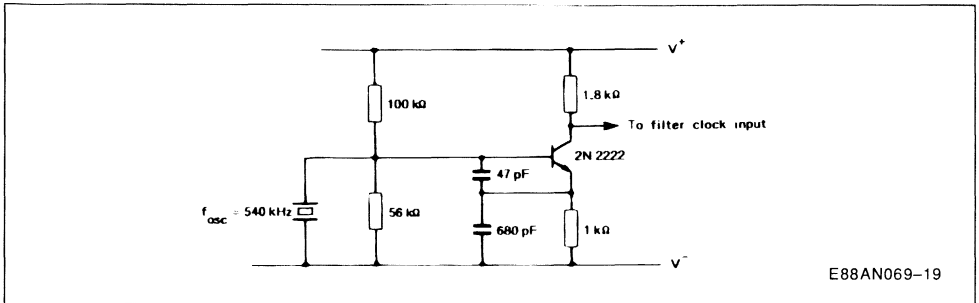 V+
100 kΩ
1.8 kΩ
To filter clock input
2N 2222
47 pF
fosc = 540 kHz
56 kΩ
680 pF
1 kΩ
V-
E88AN069-19